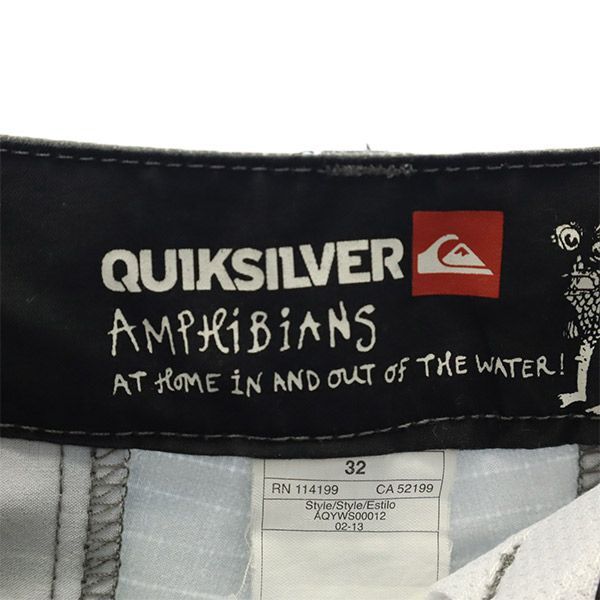 QUIKSILVER
AMPHiBiANS
AT HOME iN AND OUT OF THE WATER!
32
RN 114199 CA 52199
Style/Style/Estilo
AQYWS00012
02-13